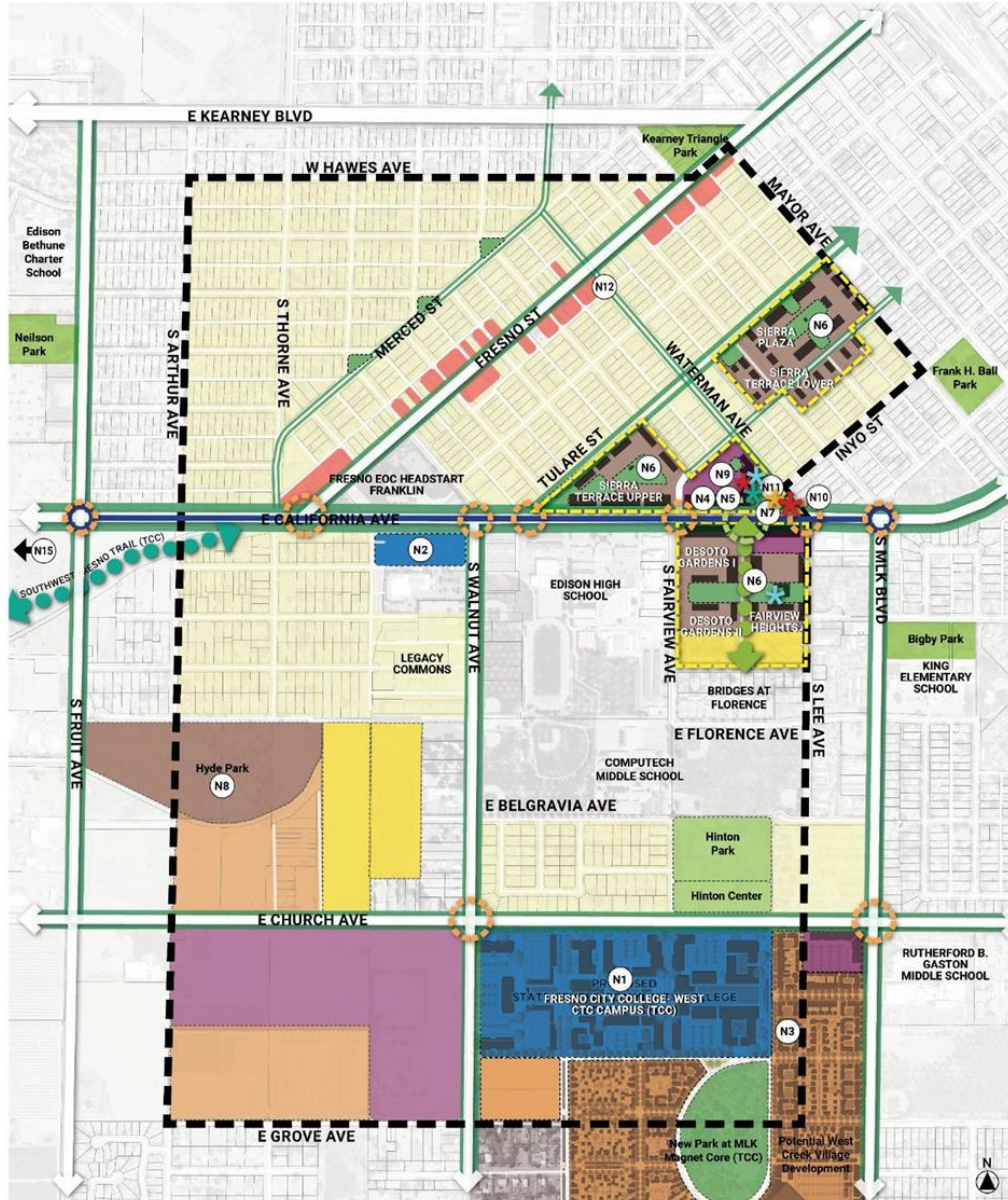 E KEARNEY BLVD
Kearney Triangle
Park
W HAWES AVE
MAYOR AVE
Edison
Bethune
Charter
School
S THORNE AVE
MERCED ST
FRESNO ST
N12
N6
SIERRA
PLAZA
Neilson
Park
S ARTHUR AVE
WATERMAN AVE
SIERRA
TERRACE LOWER
Frank H. Ball
Park
INYO ST
TULARE ST
N6
SIERRA
TERRACE UPPER
N9
FRESNO EOC HEADSTART
FRANKLIN
N4
N5
N11
N10
N7
E CALIFORNIA AVE
N15
SOUTHWEST FRESNO TRAIL (TCC)
N2
S WALNUT AVE
EDISON HIGH
SCHOOL
S FAIRVIEW AVE
DESOTO
GARDENS I
N6
DESOTO
GARDENS II
FAIRVIEW
HEIGHTS
S MLK BLVD
Bigby Park
KING
ELEMENTARY
SCHOOL
LEGACY
COMMONS
BRIDGES AT
FLORENCE
S LEE AVE
S FRUIT AVE
E FLORENCE AVE
Hyde Park
N8
COMPUTECH
MIDDLE SCHOOL
E BELGRAVIA AVE
Hinton
Park
Hinton Center
E CHURCH AVE
RUTHERFORD B.
GASTON
MIDDLE SCHOOL
N1
FRESNO CITY COLLEGE- WEST
CTC CAMPUS (TCC)
N3
E GROVE AVE
New Park at MLK
Magnet Core (TCC)
Potential West
Creek Village
Development
N